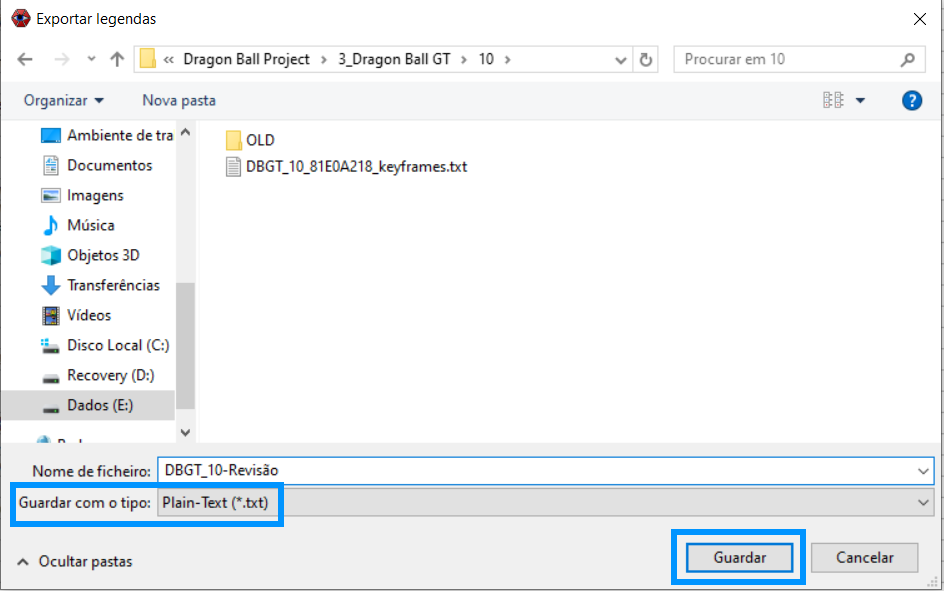 Exportar legendas
« Dragon Ball Project › 3_Dragon Ball GT › 10 ›
Procurar em 10
Organizar
Nova pasta
?
Ambiente de tra
Documentos
Imagens
Música
Objetos 3D
Transferências
Vídeos
Disco Local (C:)
Recovery (D:)
Dados (E:)
OLD
DBGT_10_81E0A218_keyframes.txt
Nome de ficheiro: DBGT_10-Revisão
Guardar com o tipo: Plain-Text (*.txt)
Ocultar pastas
Guardar
Cancelar